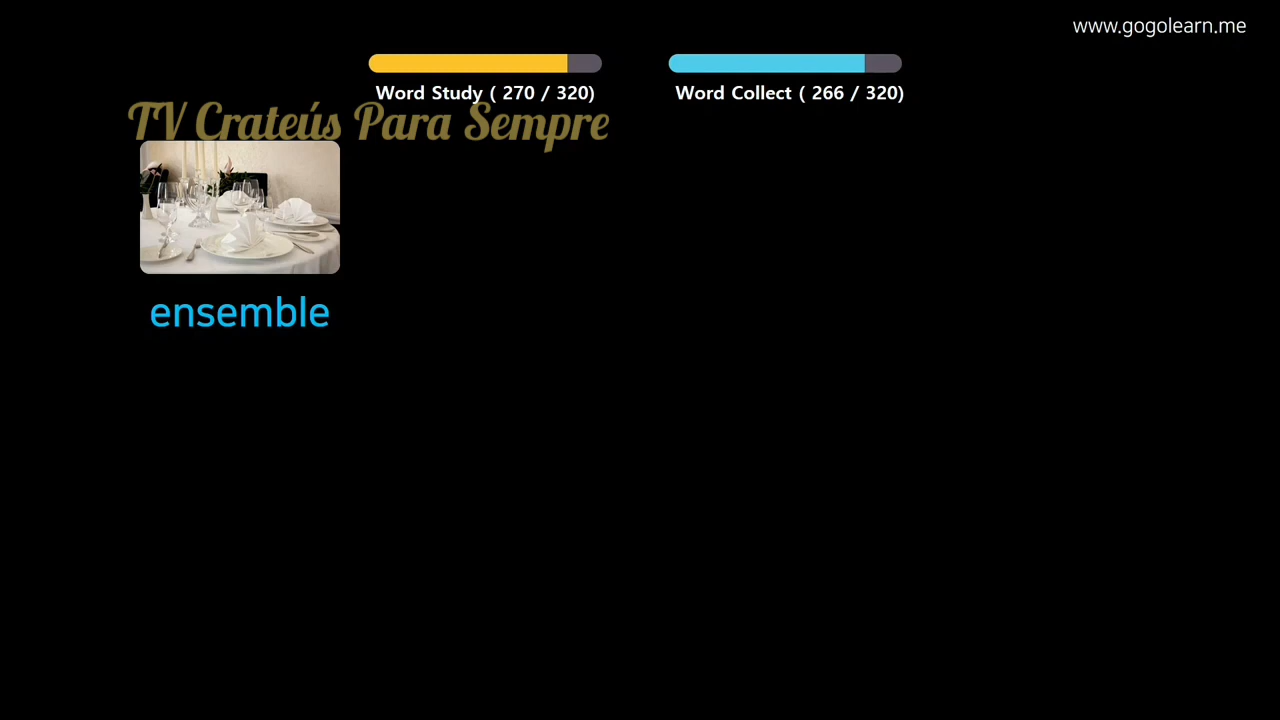 www.gogolearn.me
Word Study ( 270 / 320)
Word Collect ( 266 / 320)
TV Crateús Para Sempre
ensemble